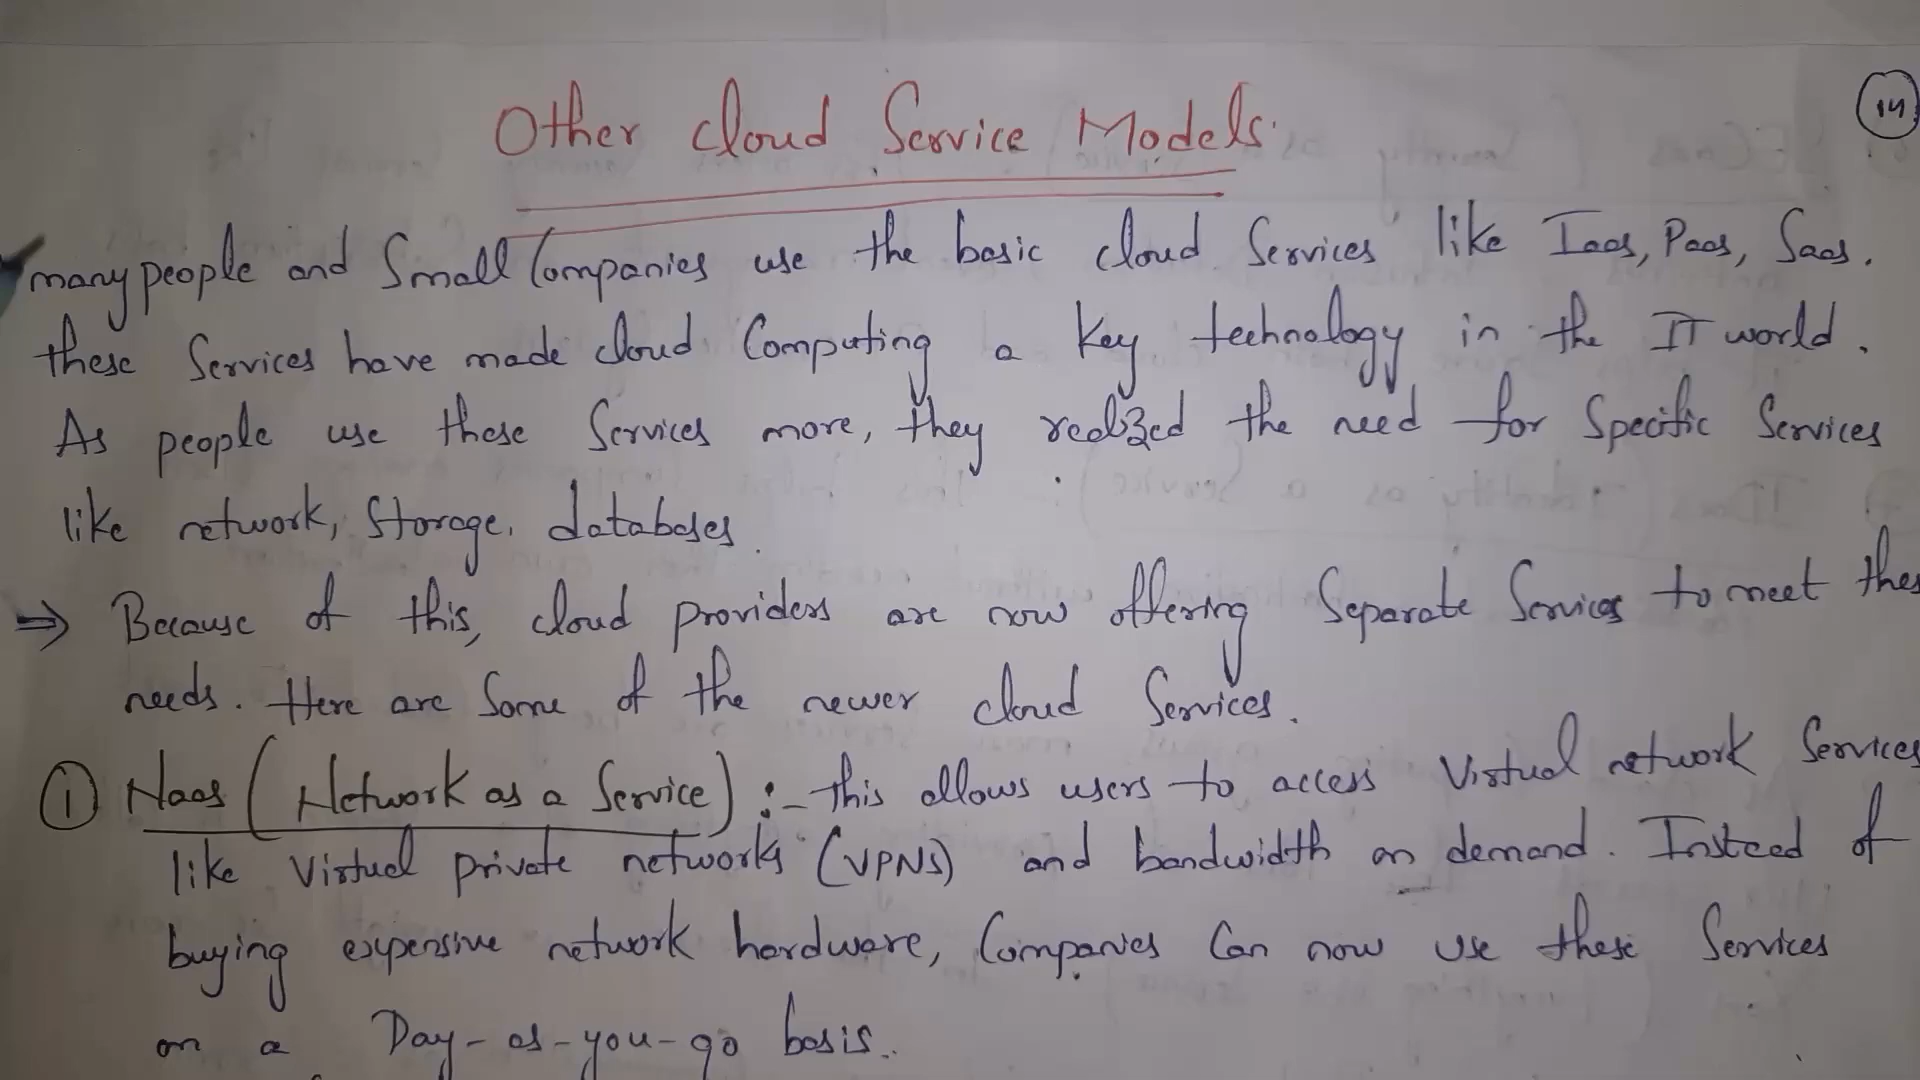 Other cloud Service Models.
14
many people and Small Companies use the basic cloud Services like Iaas, Paas, Saas.
these Services have made cloud Computing a Key technology in the IT world.
As people use these Services more, they realized the need for Specific Services
like network, Storage, databases.
⇒ Because of this, cloud providers are now offering Separate Services to meet thes
needs. Here are Some of the newer cloud Services.
① Naas (Network as a Service) :- this allows users to access Virtual network Services
like Virtual private networks (VPNs) and bandwidth on demand. Instead of
buying expensive network hardware, Companies Can now use these Services
on a Pay-as-you-go basis.